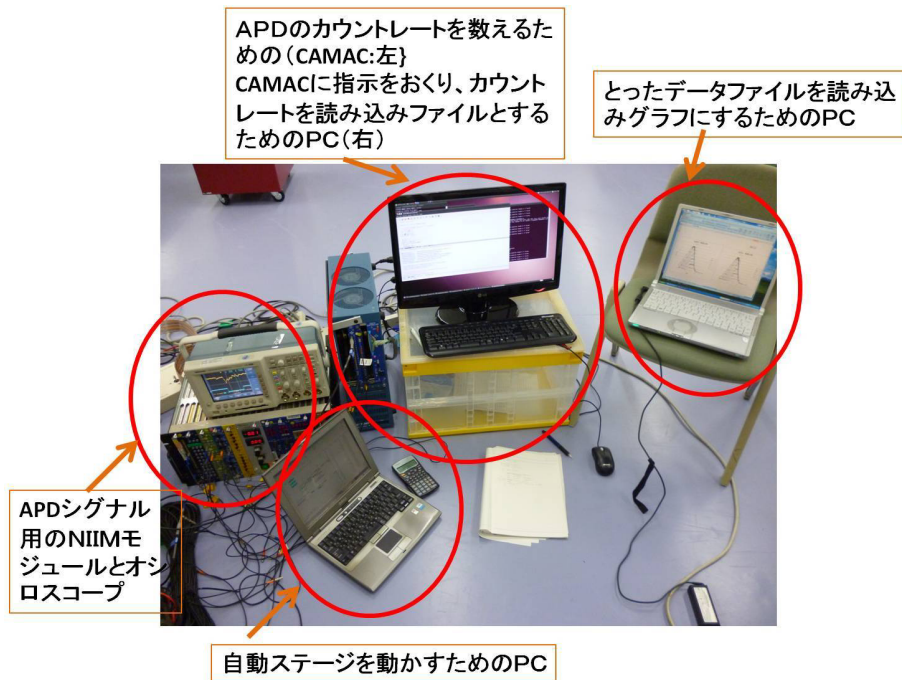 APDのカウントレートを数えるた
めの(CAMAC:左}
CAMACに指示をおくり、カウント
レートを読み込みファイルとする
ためのPC(右)
とったデータファイルを読み込
みグラフにするためのPC
APDシグナル
用のNIIMモ
ジュールとオシ
ロスコープ
自動ステージを動かすためのPC